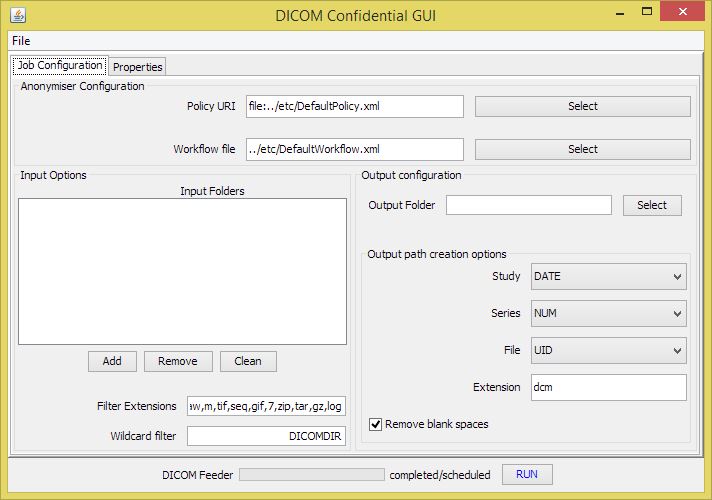 DICOM Confidential GUI
File
Job Configuration Properties
Anonymiser Configuration
Policy URI file:../etc/DefaultPolicy.xml Select
Workflow file ../etc/DefaultWorkflow.xml Select
Input Options
Input Folders
Add Remove Clean
Filter Extensions aw,m,tif,seq,gif,7,zip,tar,gz,log
Wildcard filter DICOMDIR
Output configuration
Output Folder Select
Output path creation options
Study DATE
Series NUM
File UID
Extension dcm
Remove blank spaces
DICOM Feeder completed/scheduled RUN